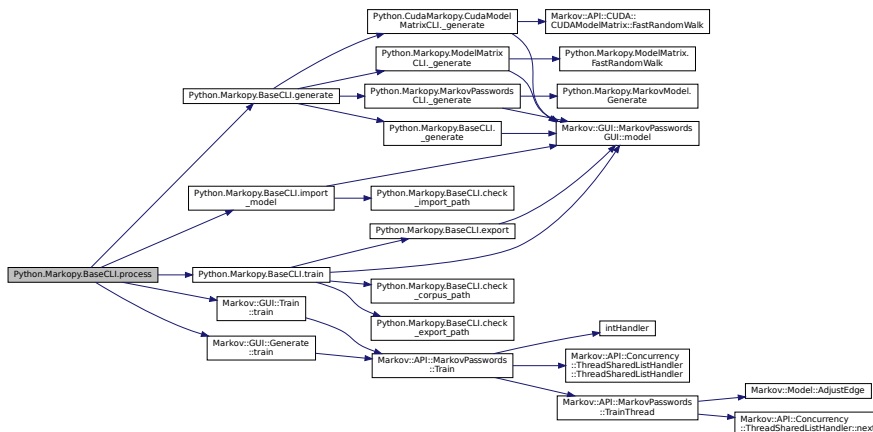 Python.CudaMarkopy.CudaModel
MatrixCLI._generate
Markov::API::CUDA::
CUDAModelMatrix::FastRandomWalk
Python.Markopy.ModelMatrix
CLI._generate
Python.Markopy.ModelMatrix.
FastRandomWalk
Python.Markopy.BaseCLI.generate
Python.Markopy.MarkovPasswords
CLI._generate
Python.Markopy.MarkovModel.
Generate
Python.Markopy.BaseCLI.
_generate
Markov::GUI::MarkovPasswords
GUI::model
Python.Markopy.BaseCLI.import
_model
Python.Markopy.BaseCLI.check
_import_path
Python.Markopy.BaseCLI.export
Python.Markopy.BaseCLI.process
Python.Markopy.BaseCLI.train
Python.Markopy.BaseCLI.check
_corpus_path
Markov::GUI::Train
::train
Python.Markopy.BaseCLI.check
_export_path
intHandler
Markov::GUI::Generate
::train
Markov::API::MarkovPasswords
::Train
Markov::API::Concurrency
::ThreadSharedListHandler
::ThreadSharedListHandler
Markov::Model::AdjustEdge
Markov::API::MarkovPasswords
::TrainThread
Markov::API::Concurrency
::ThreadSharedListHandler::next